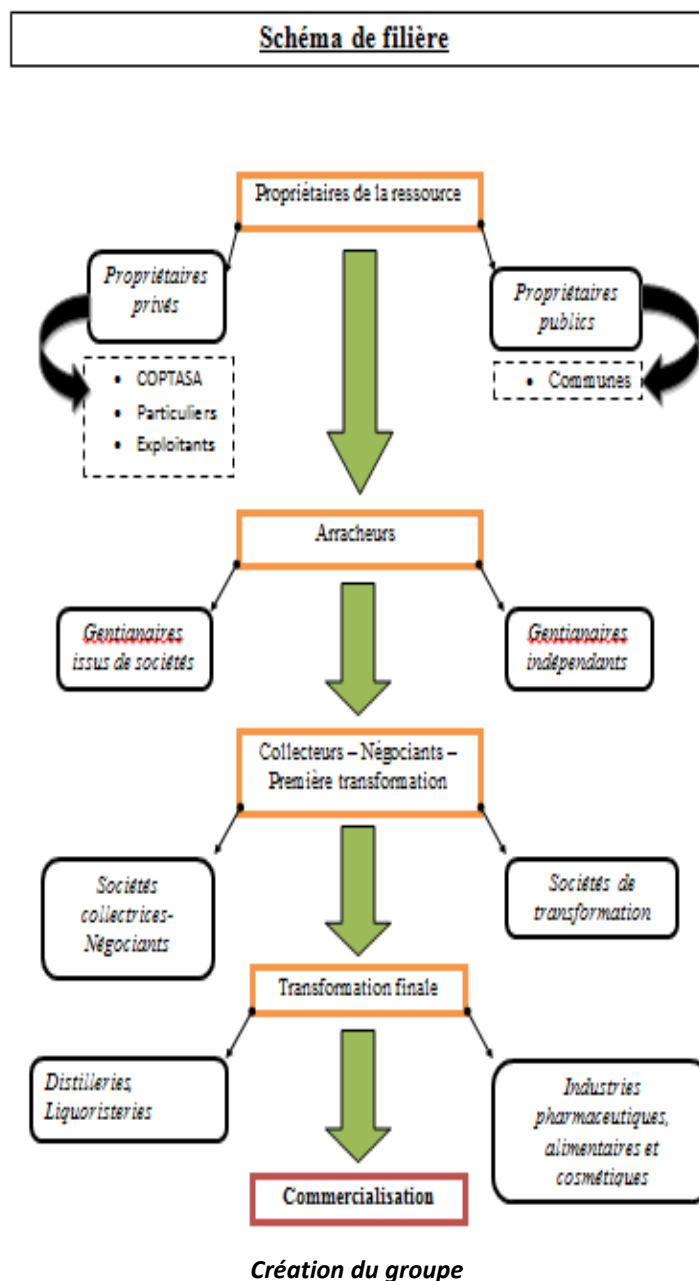 Schéma de filière
Propriétaires de la ressource
Propriétaires
privés
Propriétaires
publics
• COPTASA
• Particuliers
• Exploitants
• Communes
Arracheurs
Gentianaires
issus de sociétés
Gentianaires
indépendants
Collecteurs – Négociants –
Première transformation
Sociétés
collectrices-
Négociants
Sociétés de
transformation
Transformation finale
Distilleries,
Liquoristeries
Industries
pharmaceutiques,
alimentaires et
cosmétiques
Commercialisation
Création du groupe